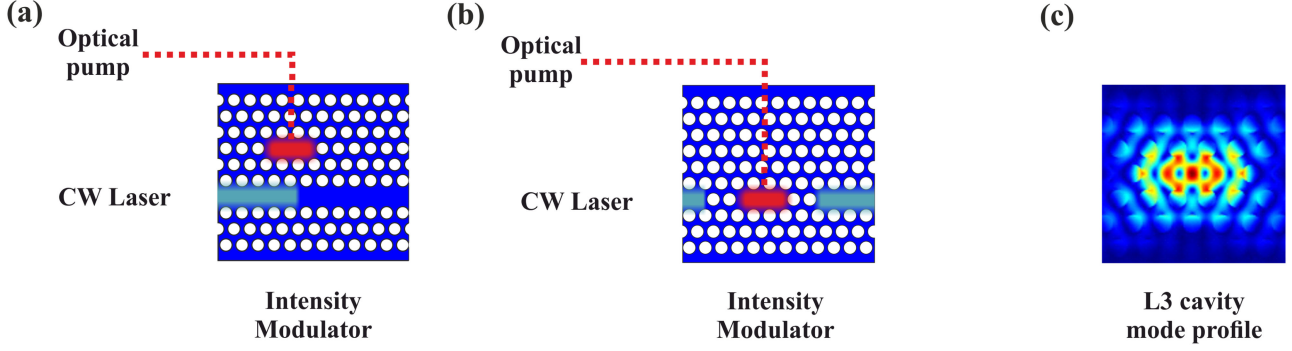 (a)
Optical
pump
CW Laser
Intensity
Modulator
(b)
Optical
pump
CW Laser
Intensity
Modulator
(c)
L3 cavity
mode profile